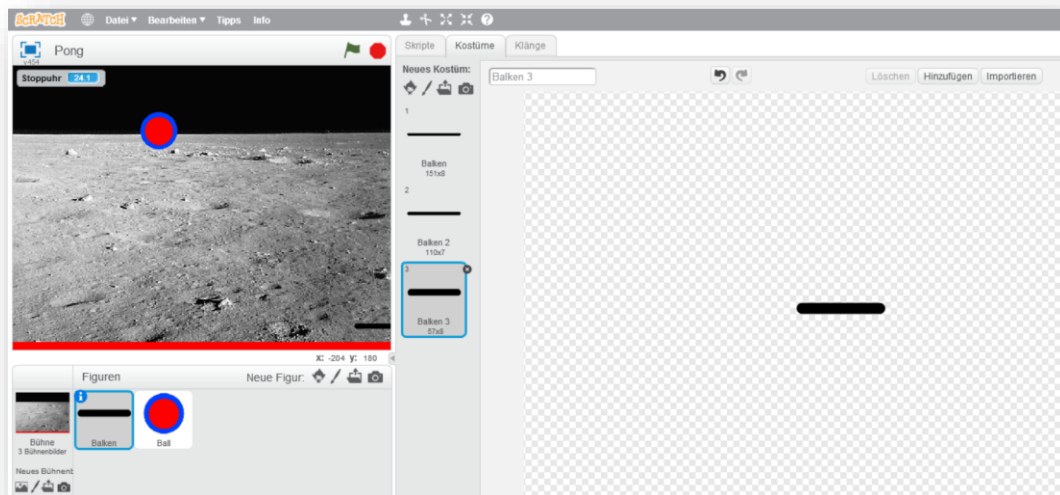 SCRATCH Datei Bearbeiten Tipps Info
Pong
v454
Stoppuhr 24.1
x: -204 y: 180
Figuren Neue Figur:
Bühne
3 Bühnenbilder
Neues Bühnenb
Balken
Ball
Skripte Kostüme Klänge
Neues Kostüm:
1
Balken
151x8
2
Balken 2
110x7
3
Balken 3
57x8
Balken 3
Löschen Hinzufügen Importieren